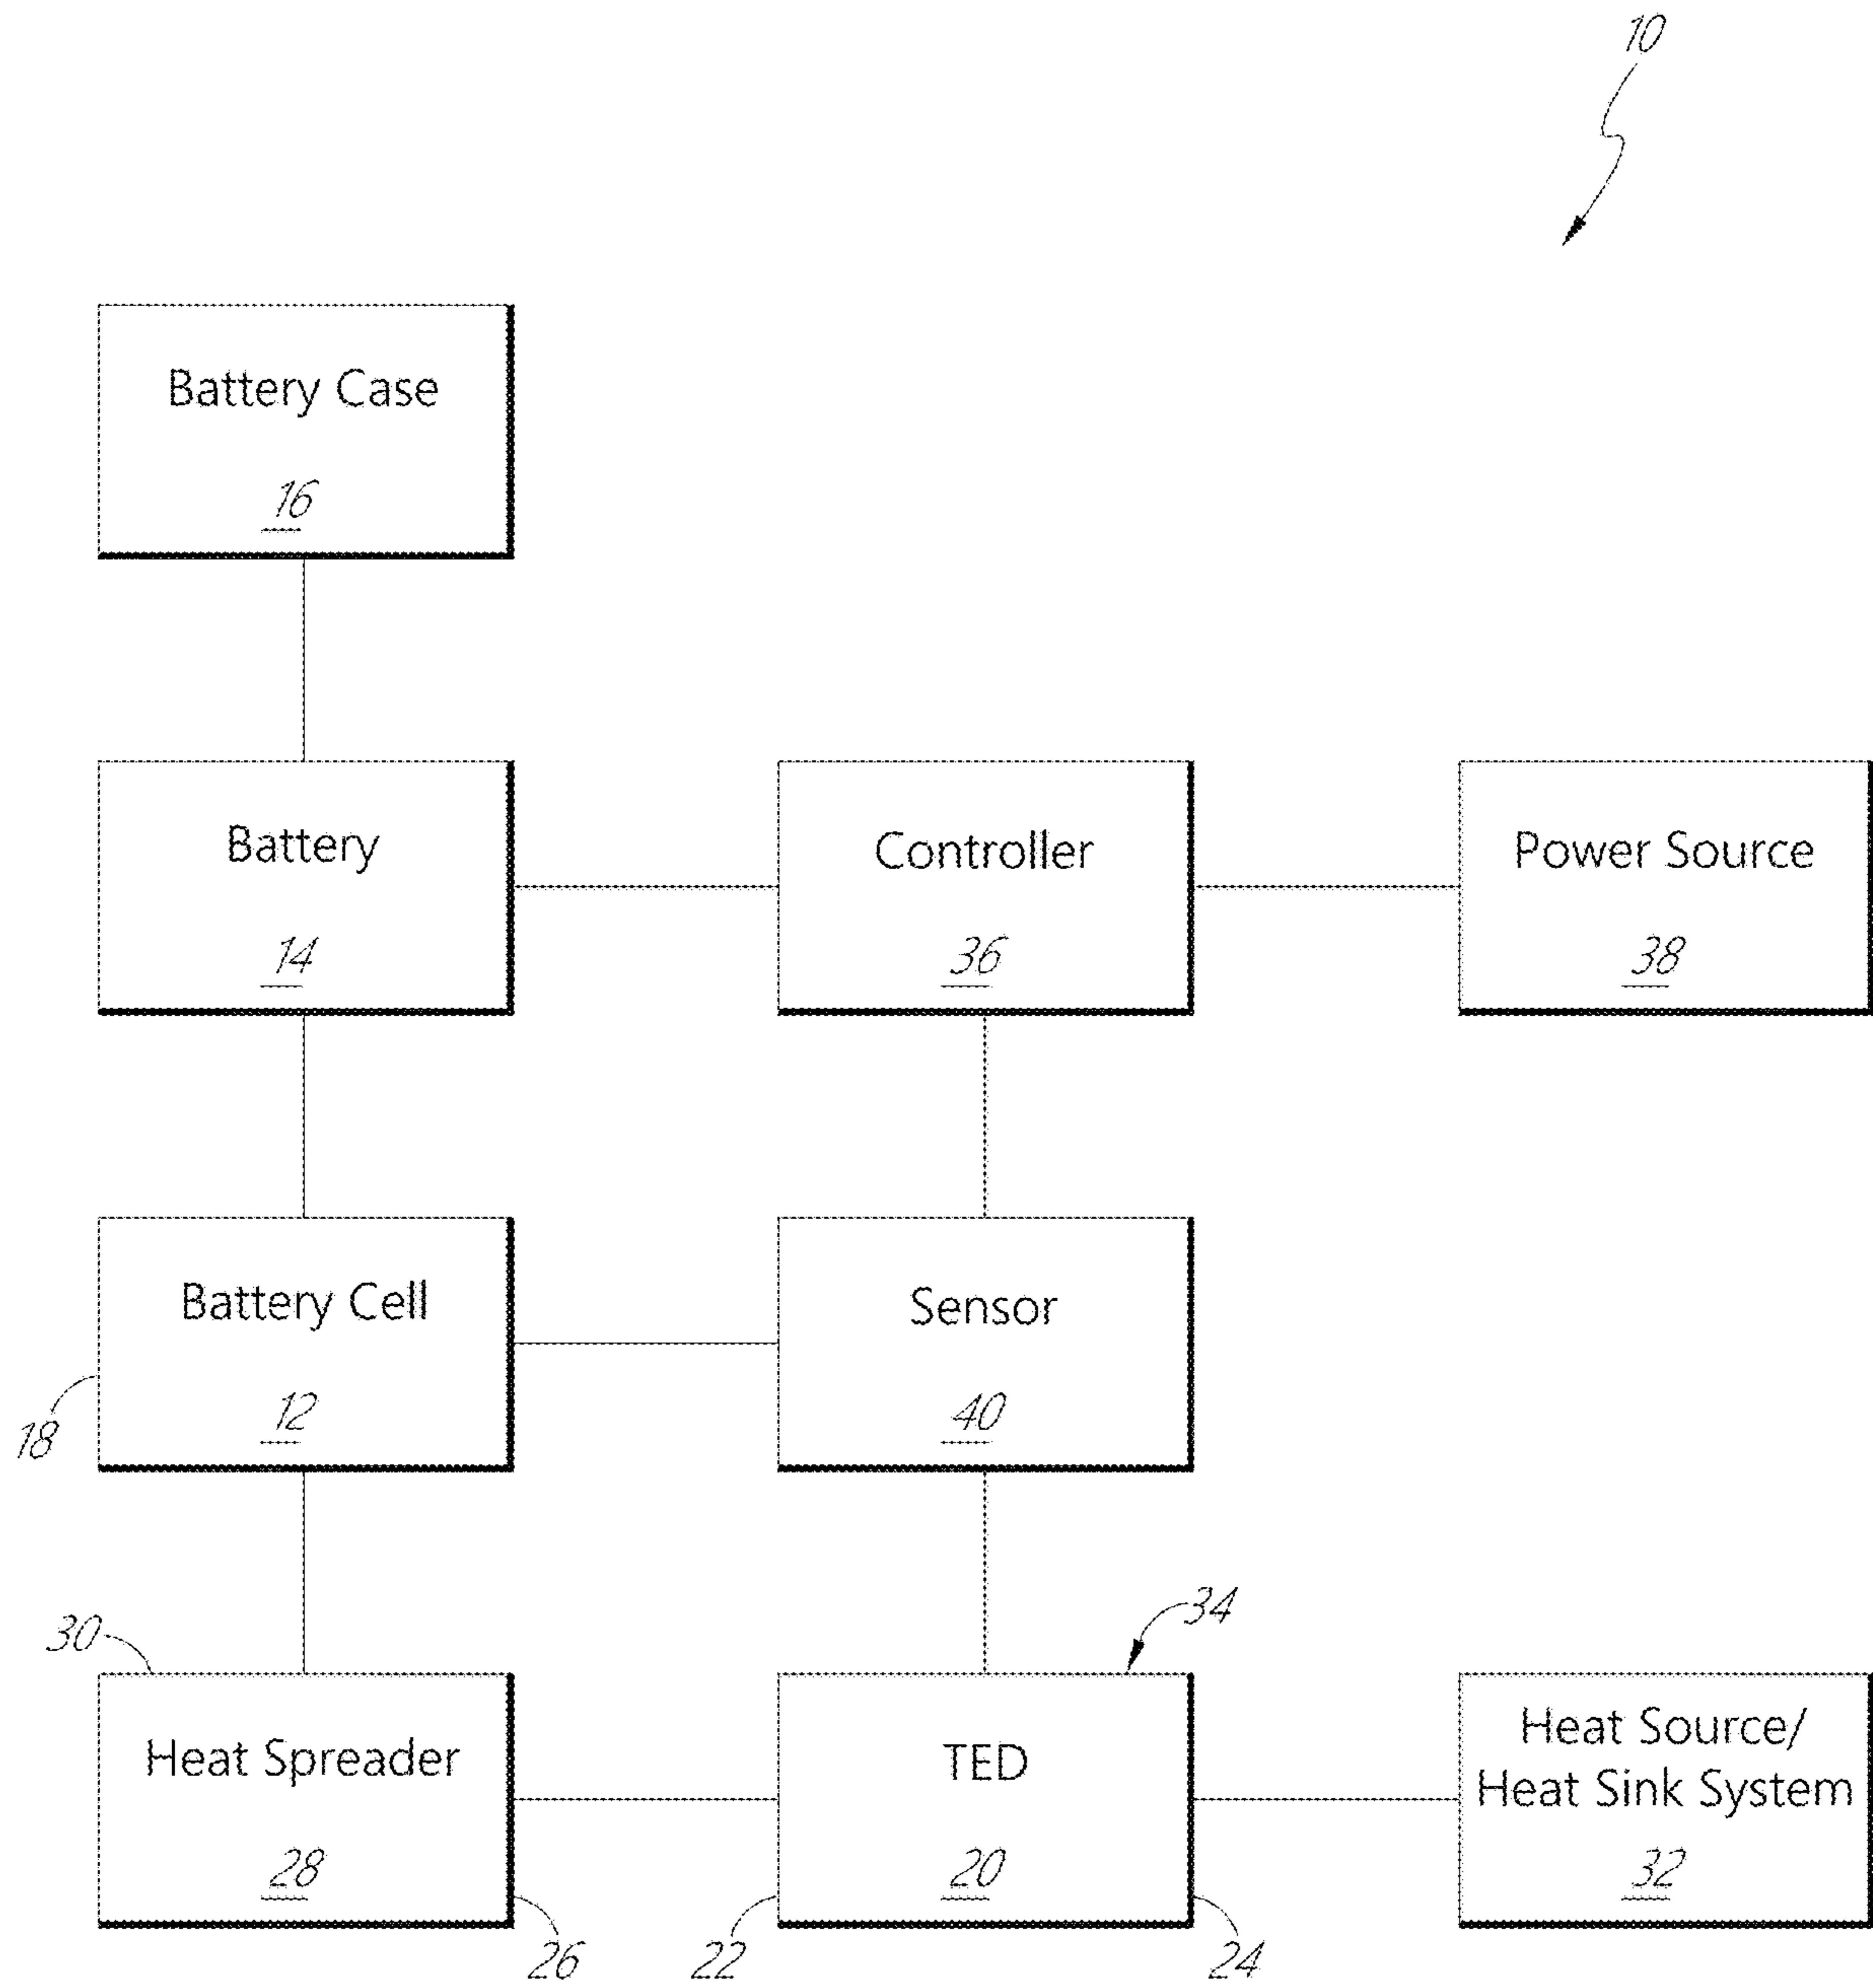 10
Battery Case
16
Battery
14
Controller
36
Power Source
38
Battery Cell
12
18
Sensor
40
30
34
Heat Spreader
28
26
TED
20
22
24
Heat Source/
Heat Sink System
32